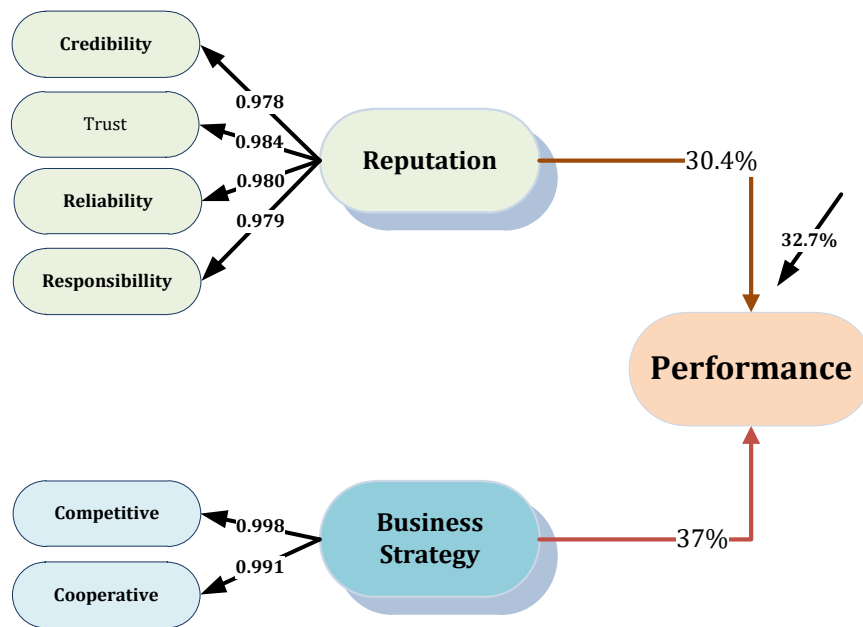 Credibility
0.978
Trust
0.984
Reputation
30.4%
Reliability
0.980
0.979
32.7%
Responsibillity
Performance
Competitive
0.998
Business
Strategy
37%
0.991
Cooperative